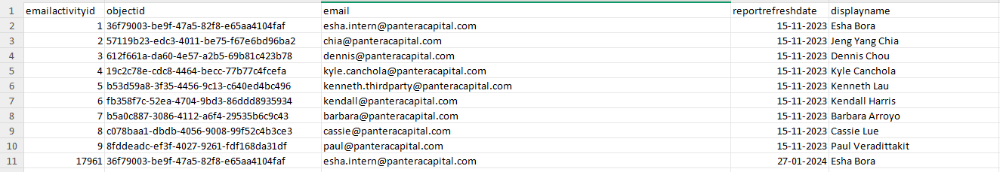 1 emailactivityid objectid email reportrefreshdate displayname
2 1 36f79003-be9f-47a5-82f8-e65aa4104faf esha.intern@panteracapital.com 15-11-2023 Esha Bora
3 2 57119b23-edc3-4011-be75-f67e6bd96ba2 chia@panteracapital.com 15-11-2023 Jeng Yang Chia
4 3 612f661a-da60-4e57-a2b5-69b81c423b78 dennis@panteracapital.com 15-11-2023 Dennis Chou
5 4 19c2c78e-cdc8-4464-becc-77b77c4fcefa kyle.canchola@panteracapital.com 15-11-2023 Kyle Canchola
6 5 b53d59a8-3f35-4456-9c13-c640ed4bc496 kenneth.thirdparty@panteracapital.com 15-11-2023 Kenneth Lau
7 6 fb358f7c-52ea-4704-9bd3-86ddd8935934 kendall@panteracapital.com 15-11-2023 Kendall Harris
8 7 b5a0c887-3086-4112-a6f4-29535b6c9c43 barbara@panteracapital.com 15-11-2023 Barbara Arroyo
9 8 c078baa1-dbdb-4056-9008-99f52c4b3ce3 cassie@panteracapital.com 15-11-2023 Cassie Lue
10 9 8fddeadc-ef3f-4027-9261-fdf168da31df paul@panteracapital.com 15-11-2023 Paul Veradittakit
11 17961 36f79003-be9f-47a5-82f8-e65aa4104faf esha.intern@panteracapital.com 27-01-2024 Esha Bora